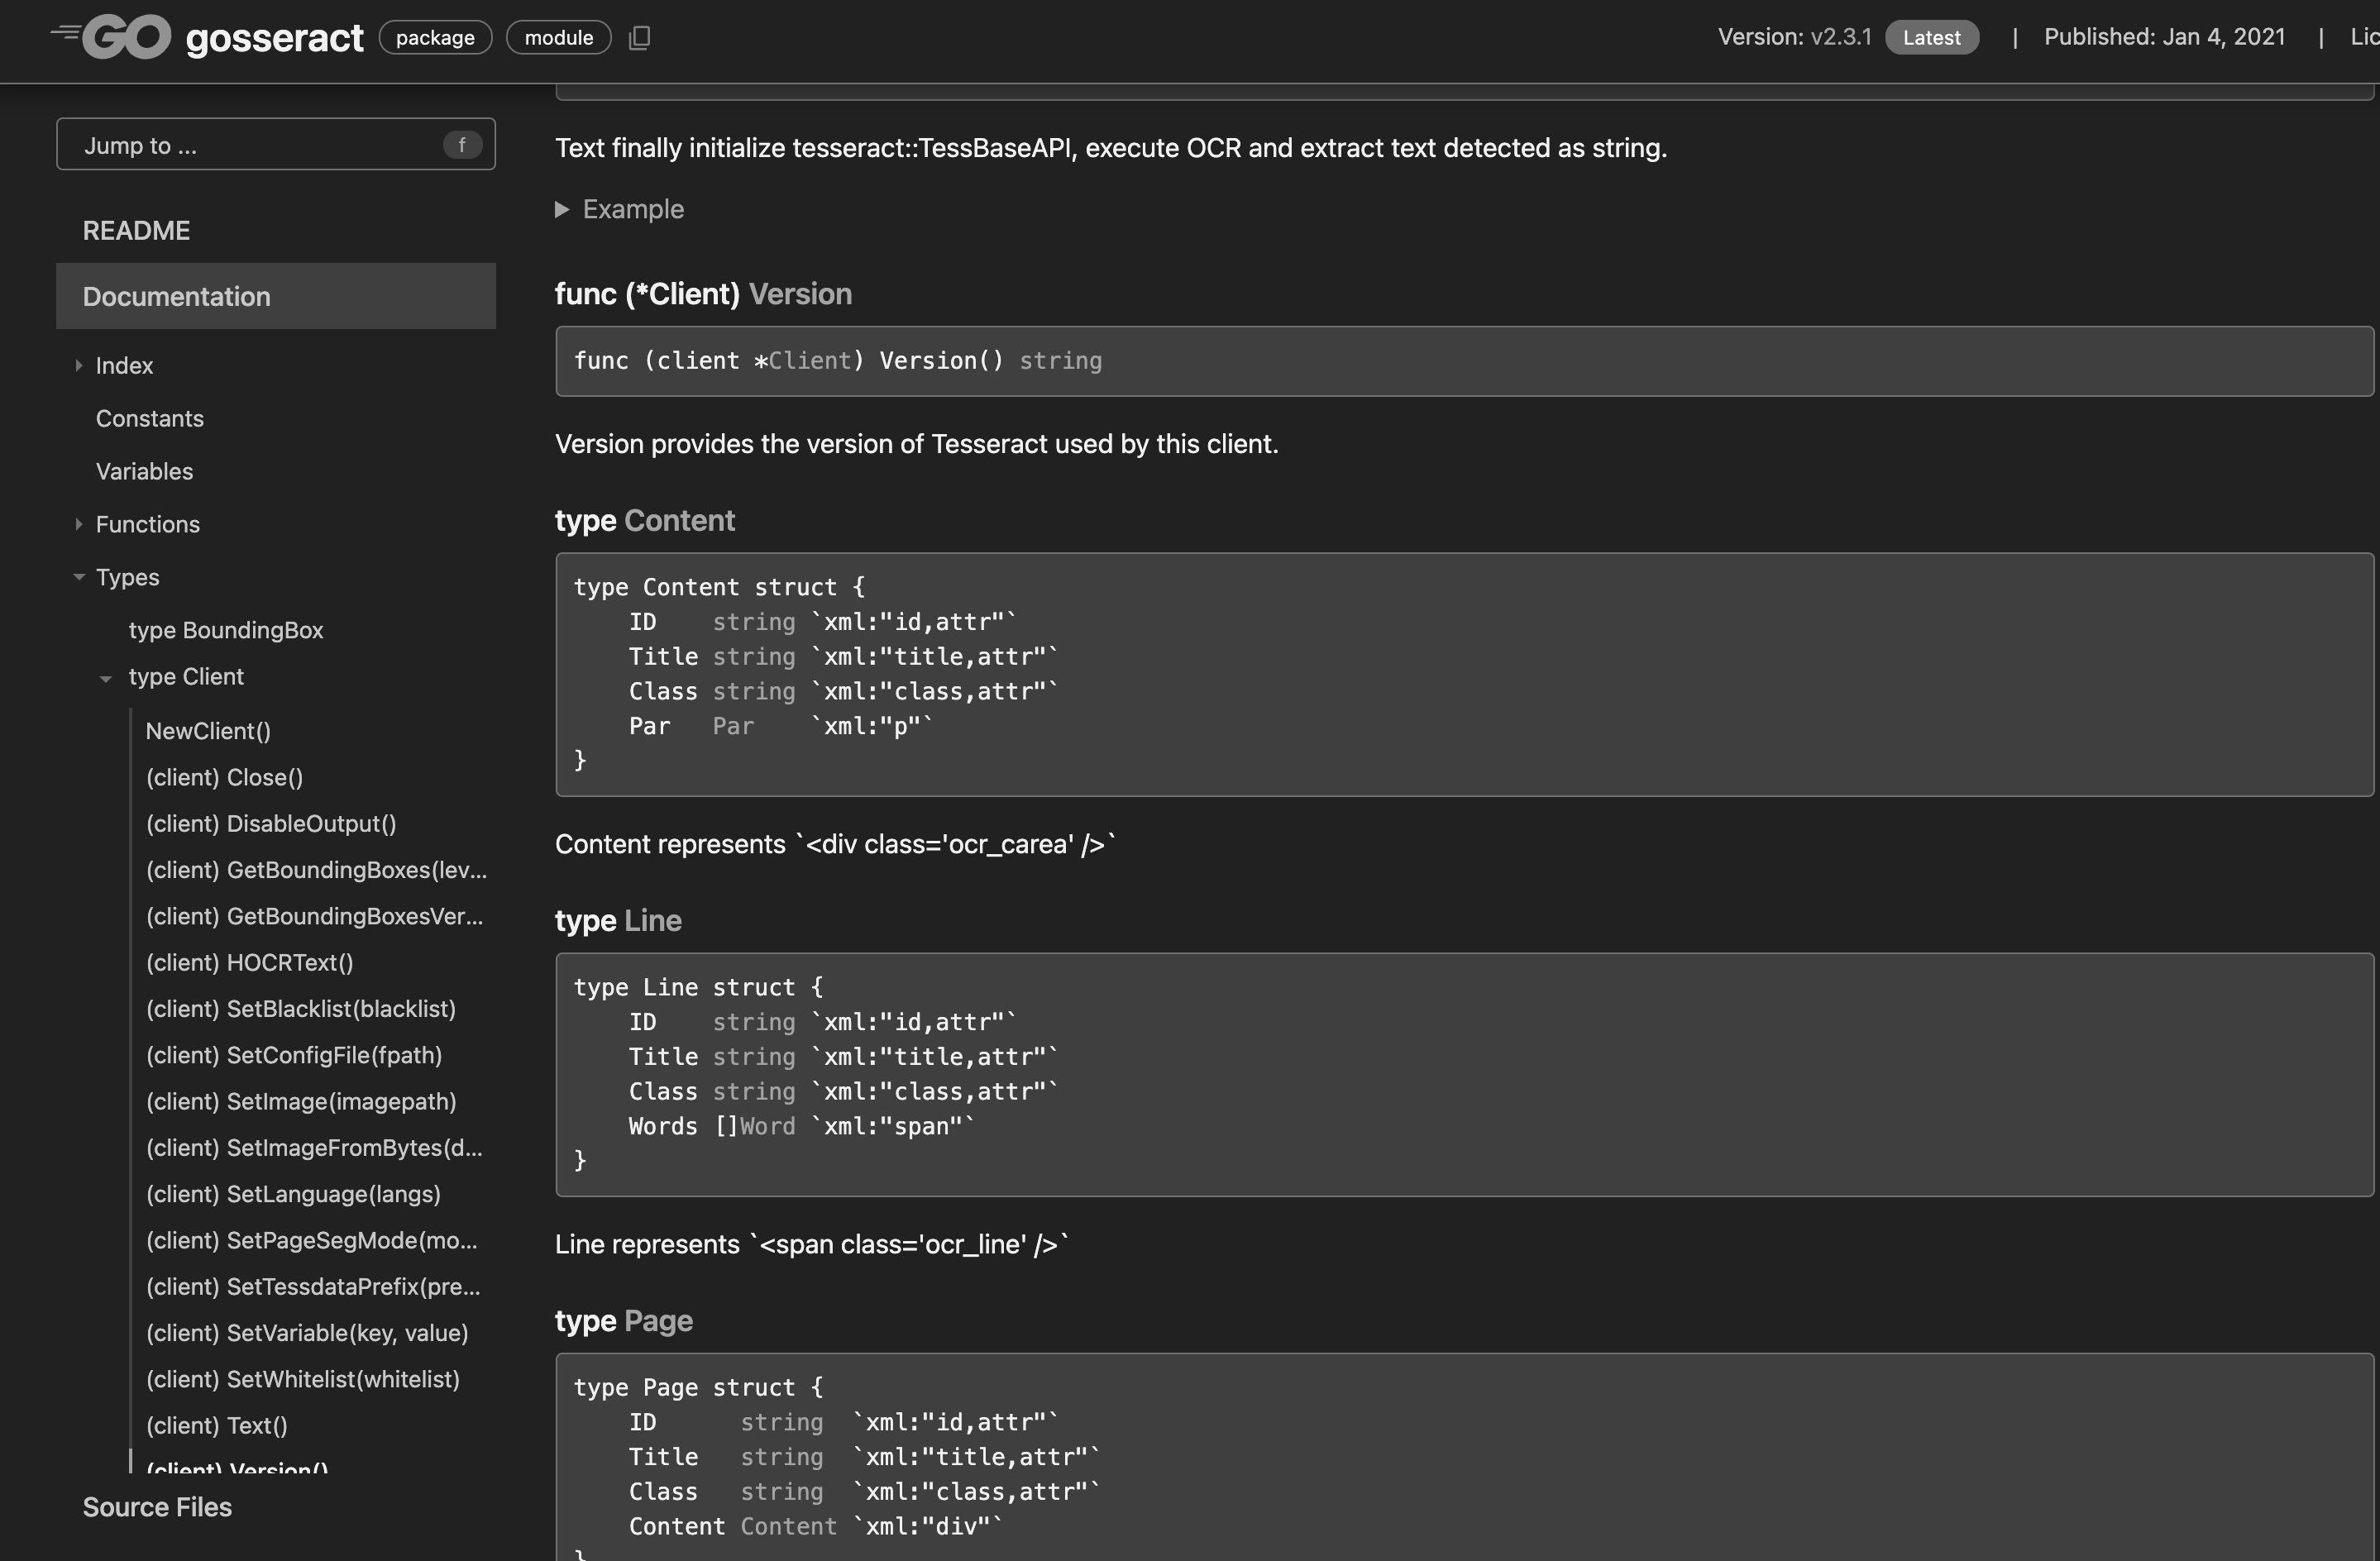 GO gosseract package module
Version: v2.3.1 Latest | Published: Jan 4, 2021 | Lic
Jump to ... f
README
Documentation
Index
Constants
Variables
Functions
Types
type BoundingBox
type Client
NewClient()
(client) Close()
(client) DisableOutput()
(client) GetBoundingBoxes(lev...
(client) GetBoundingBoxesVer...
(client) HOCRText()
(client) SetBlacklist(blacklist)
(client) SetConfigFile(fpath)
(client) SetImage(imagepath)
(client) SetImageFromBytes(d...
(client) SetLanguage(langs)
(client) SetPageSegMode(mo...
(client) SetTessdataPrefix(pre...
(client) SetVariable(key, value)
(client) SetWhitelist(whitelist)
(client) Text()
(client) Version()
Source Files
Text finally initialize tesseract::TessBaseAPI, execute OCR and extract text detected as string.
Example
func (*Client) Version
func (client *Client) Version() string
Version provides the version of Tesseract used by this client.
type Content
type Content struct {
    ID    string `xml:"id,attr"`
    Title string `xml:"title,attr"`
    Class string `xml:"class,attr"`
    Par   Par    `xml:"p"`
}
Content represents `<div class='ocr_carea' />`
type Line
type Line struct {
    ID    string `xml:"id,attr"`
    Title string `xml:"title,attr"`
    Class string `xml:"class,attr"`
    Words []Word `xml:"span"`
}
Line represents `<span class='ocr_line' />`
type Page
type Page struct {
    ID      string  `xml:"id,attr"`
    Title   string  `xml:"title,attr"`
    Class   string  `xml:"class,attr"`
    Content Content `xml:"div"`
}